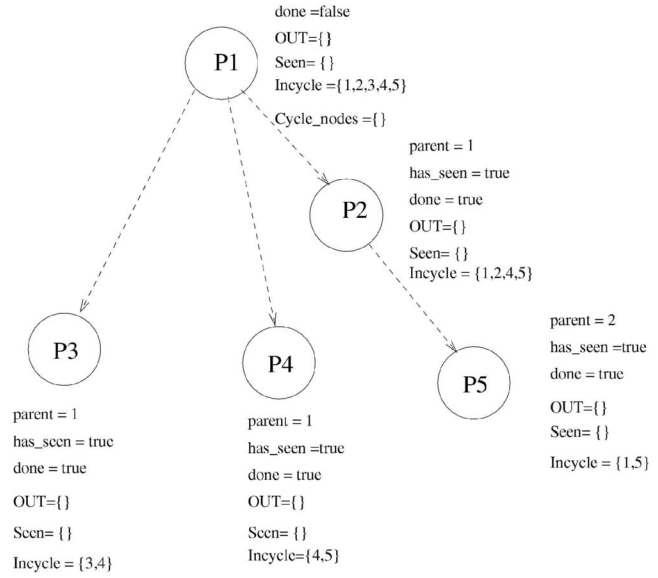 done =false
OUT={}
P1
Seen= {}
Incycle ={1,2,3,4,5}
Cycle_nodes ={}
parent = 1
has_seen = true
done = true
P2
OUT={}
Seen= {}
Incycle = {1,2,4,5}
P3
parent = 1
has_seen = true
done = true
OUT={}
Seen= {}
Incycle = {3,4}
P4
parent = 1
has_seen =true
done = true
OUT={}
Seen= {}
Incycle={4,5}
P5
parent = 2
has_seen =true
done = true
OUT={}
Seen= {}
Incycle = {1,5}